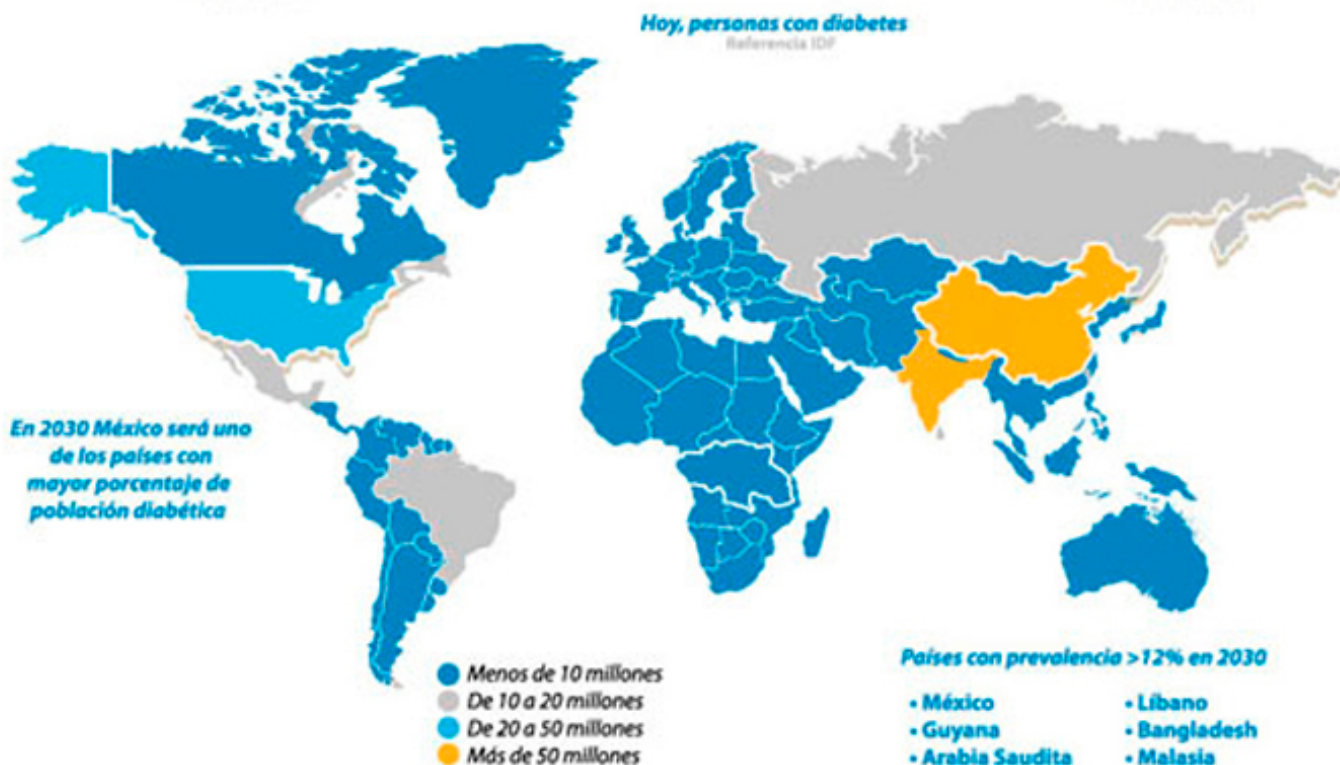 Hoy, personas con diabetes
Referencia IDF
En 2030 México será uno
de los países con
mayor porcentaje de
población diabética
Menos de 10 millones
De 10 a 20 millones
De 20 a 50 millones
Más de 50 millones
Países con prevalencia >12% en 2030
• México
• Guyana
• Arabia Saudita
• Líbano
• Bangladesh
• Malasia